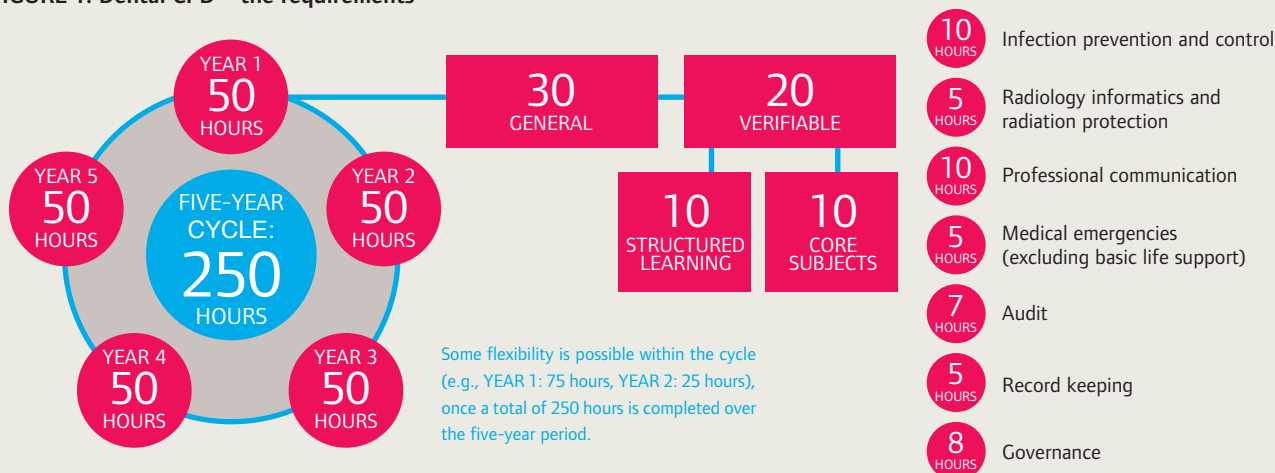 YEAR 1
50
HOURS
YEAR 2
50
HOURS
YEAR 3
50
HOURS
YEAR 4
50
HOURS
YEAR 5
50
HOURS
FIVE-YEAR
CYCLE:
250
HOURS
30
GENERAL
20
VERIFIABLE
10
STRUCTURED
LEARNING
10
CORE
SUBJECTS
Some flexibility is possible within the cycle
(e.g., YEAR 1: 75 hours, YEAR 2: 25 hours),
once a total of 250 hours is completed over
the five-year period.
10
HOURS
Infection prevention and control
5
HOURS
Radiology informatics and
radiation protection
10
HOURS
Professional communication
5
HOURS
Medical emergencies
(excluding basic life support)
7
HOURS
Audit
5
HOURS
Record keeping
8
HOURS
Governance